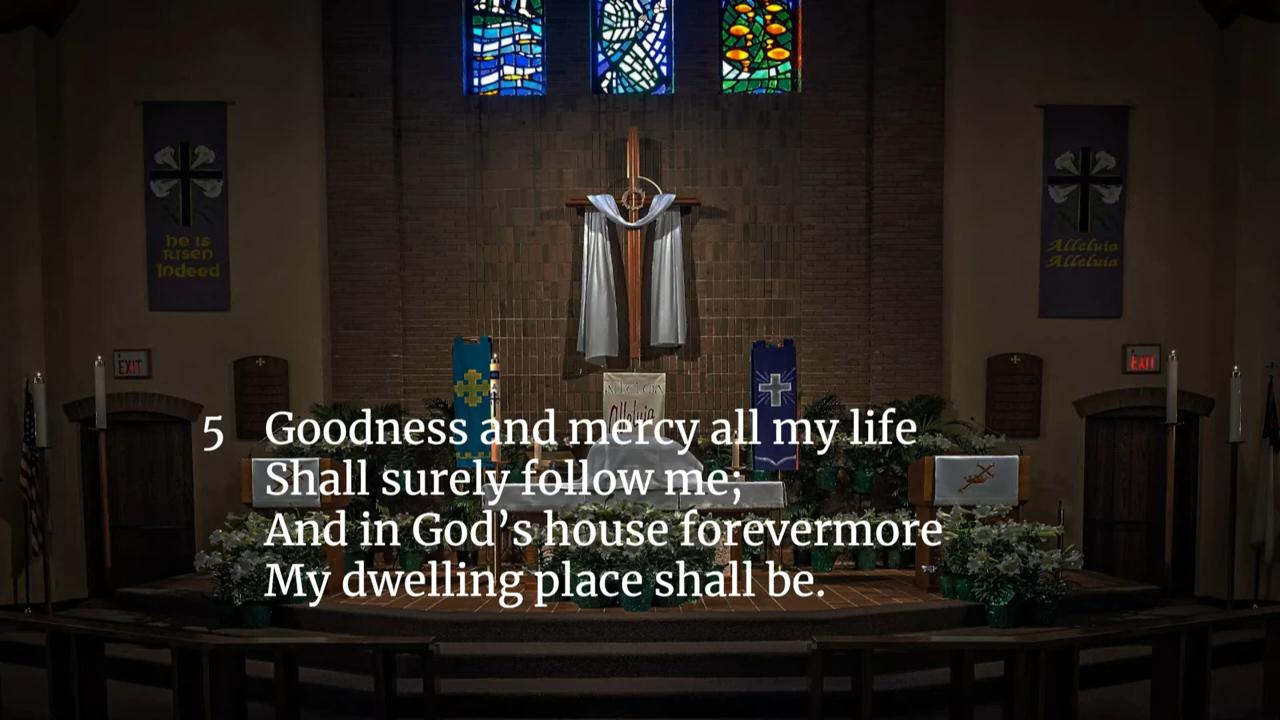 he is
RISEN
Indeed
Alleluia
Alleluia
EXIT
EXIT
Alleluia
5 Goodness and mercy all my life
Shall surely follow me;
And in God’s house forevermore
My dwelling place shall be.